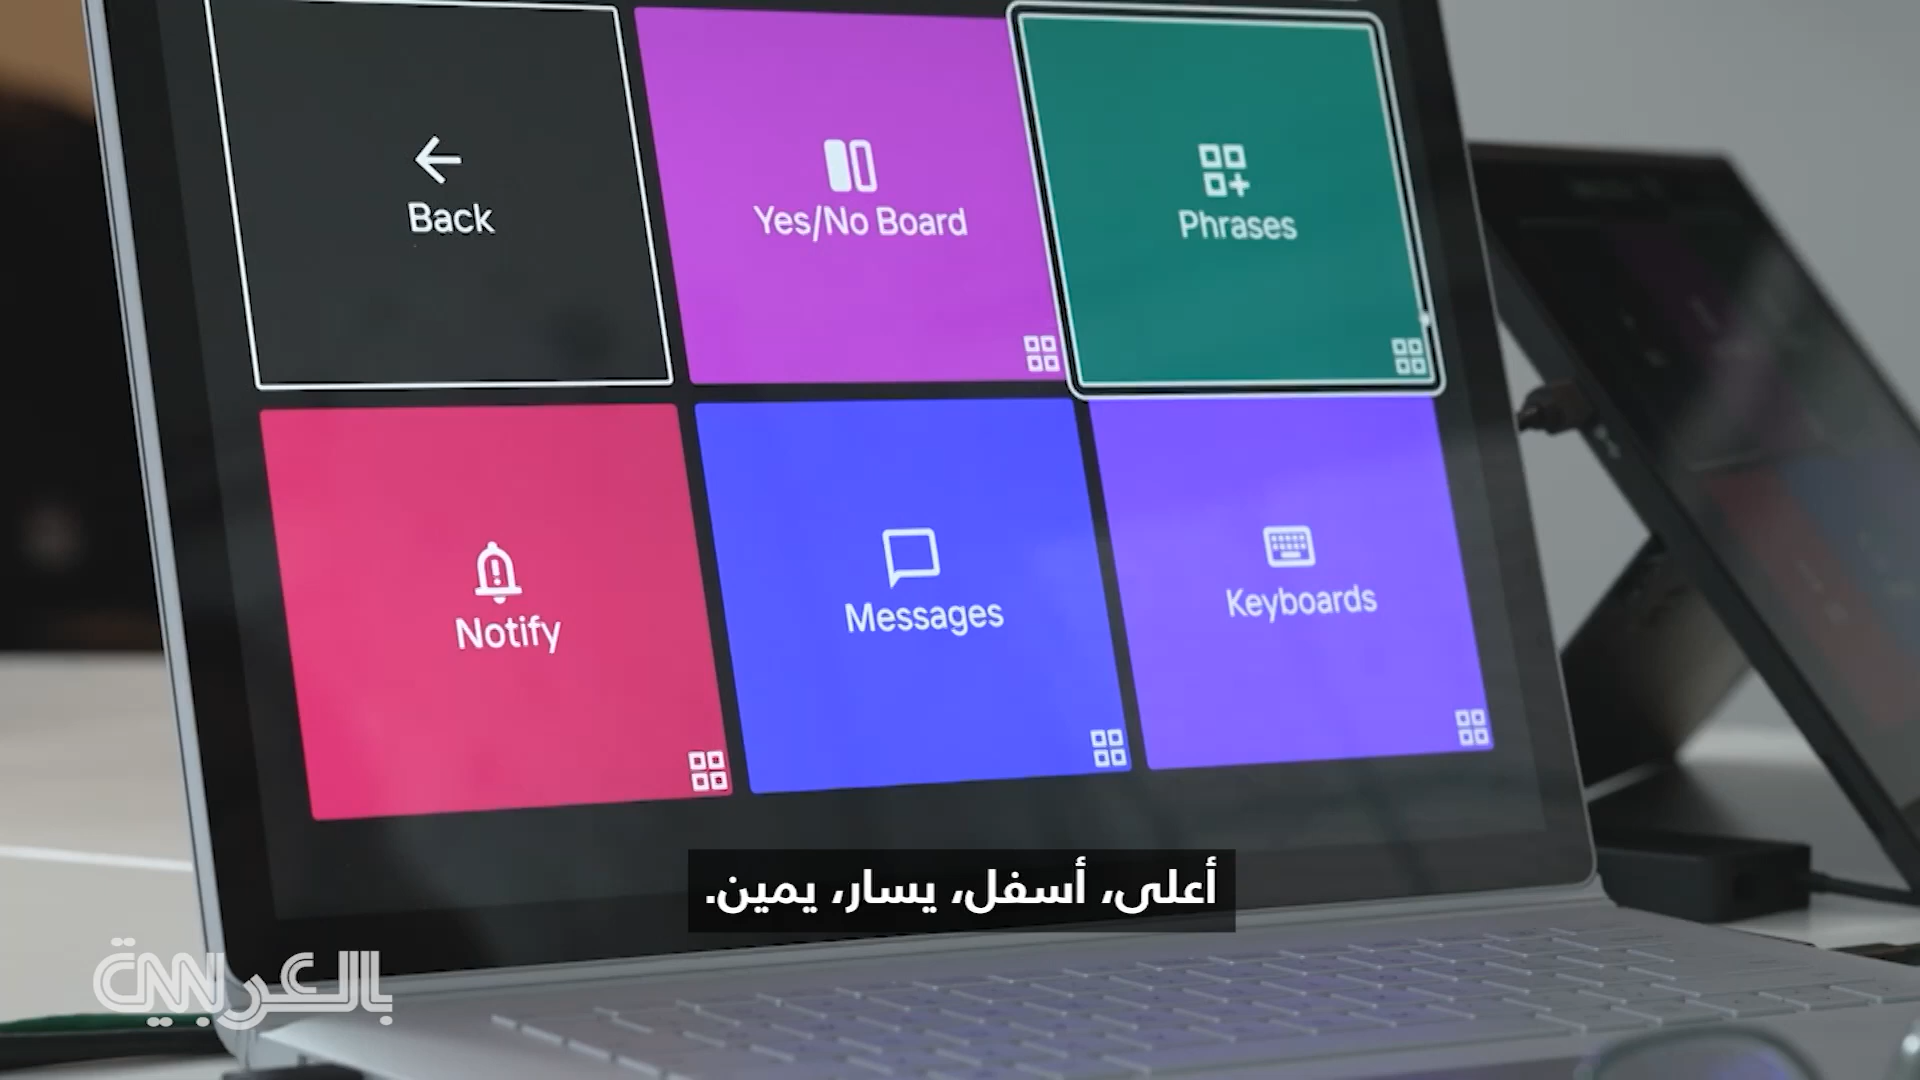 Back
Yes/No Board
Phrases
Notify
Messages
Keyboards
أعلى، أسفل، يسار، يمين.
CNN بالعربية